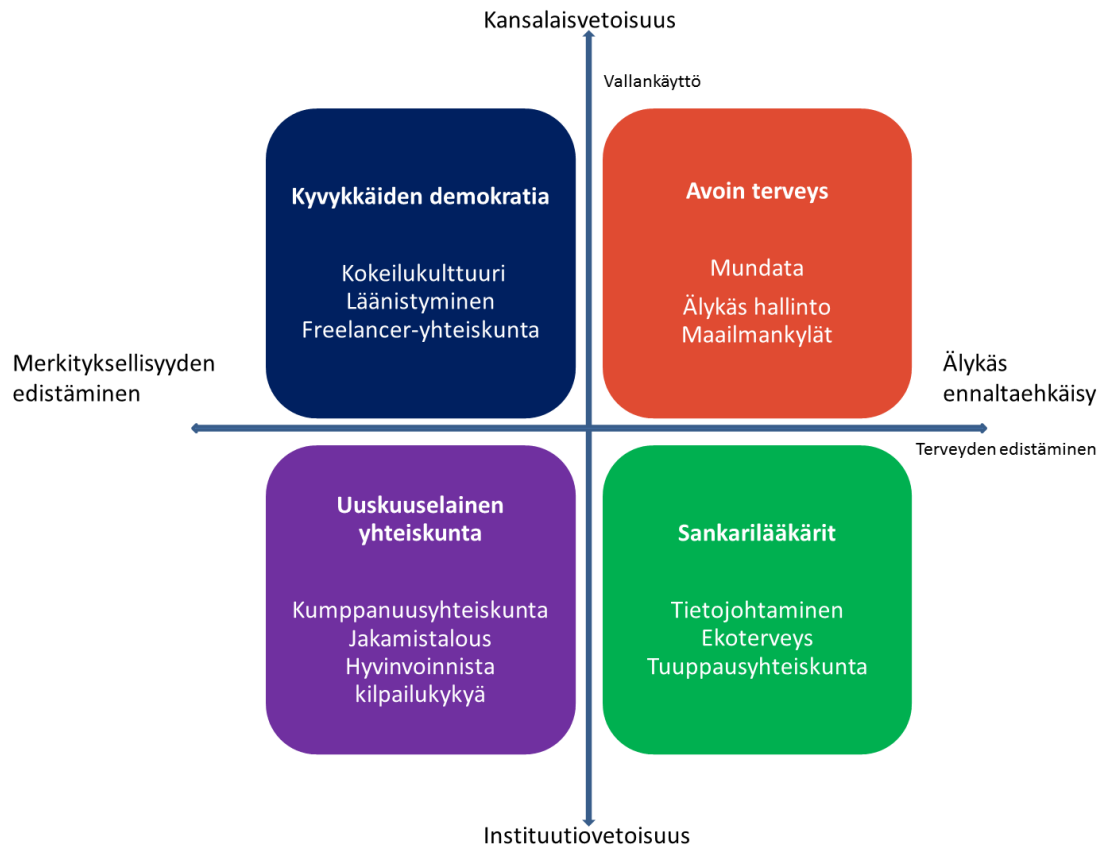 Kansalaisvetoisuus
Vallankäyttö
Kyvykkäiden demokratia
Kokeilukulttuuri
Läänistyminen
Freelancer-yhteiskunta
Avoin terveys
Mundata
Älykäs hallinto
Maailmankylät
Merkityksellisyyden
edistäminen
Älykäs
ennaltaehkäisy
Terveyden edistäminen
Uuskuuselainen
yhteiskunta
Kumppanuusyhteiskunta
Jakamistalous
Hyvinvoinnista
kilpailukykyä
Sankarilääkärit
Tietojohtaminen
Ekoterveys
Tuuppausyhteiskunta
Instituutiovetoisuus